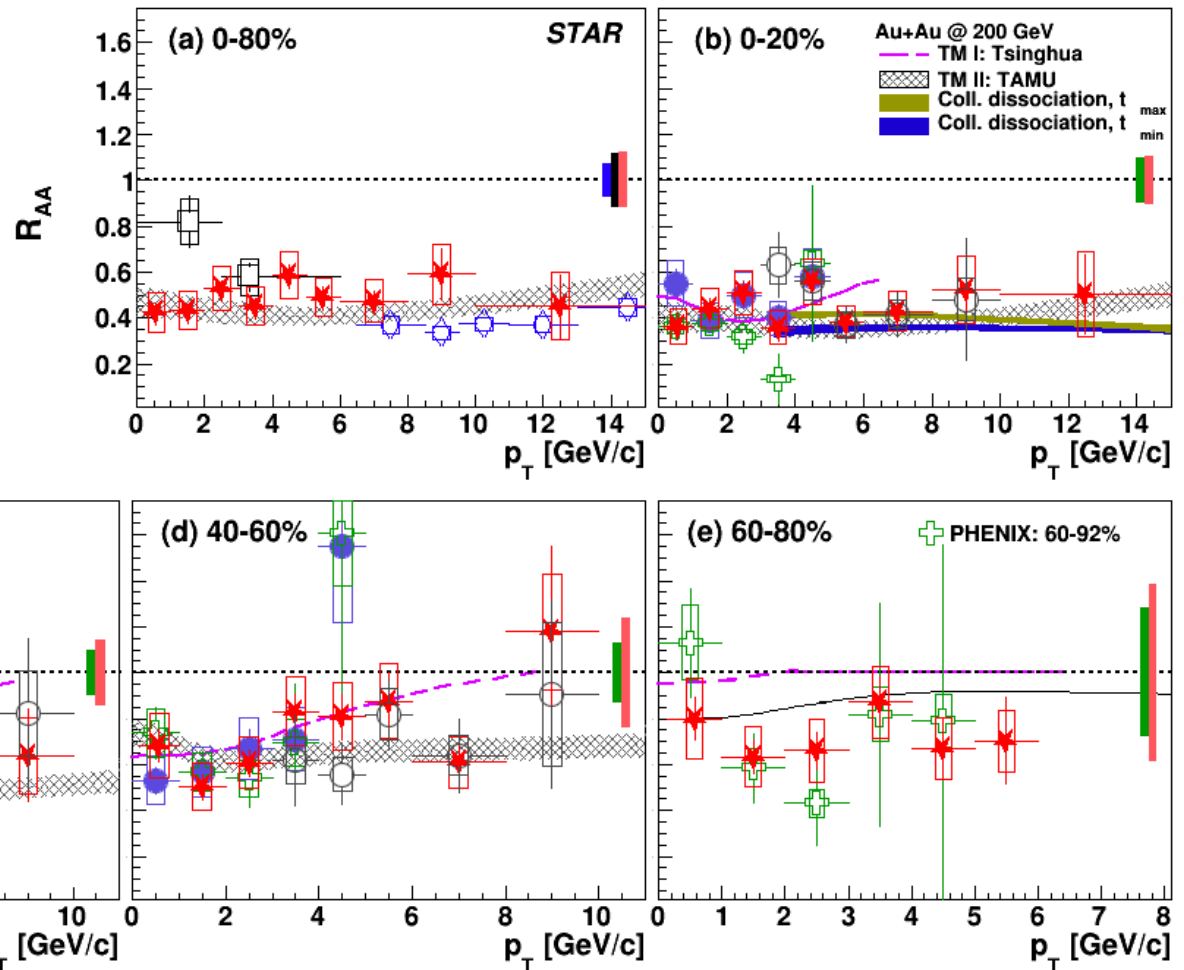 (a) 0-80%
STAR
R_AA
1.6
1.4
1.2
1
0.8
0.6
0.4
0.2
0 2 4 6 8 10 12 14
p_T [GeV/c]
(b) 0-20%
Au+Au @ 200 GeV
TM I: Tsinghua
TM II: TAMU
Coll. dissociation, t max
Coll. dissociation, t min
0 2 4 6 8 10 12 14
p_T [GeV/c]
10
T [GeV/c]
(d) 40-60%
0 2 4 6 8 10
p_T [GeV/c]
(e) 60-80%
PHENIX: 60-92%
0 1 2 3 4 5 6 7 8
p_T [GeV/c]